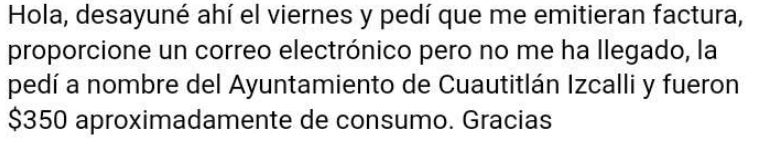 Hola, desayuné ahí el viernes y pedí que me emitieran factura,
proporcione un correo electrónico pero no me ha llegado, la
pedí a nombre del Ayuntamiento de Cuautitlán Izcalli y fueron
$350 aproximadamente de consumo. Gracias